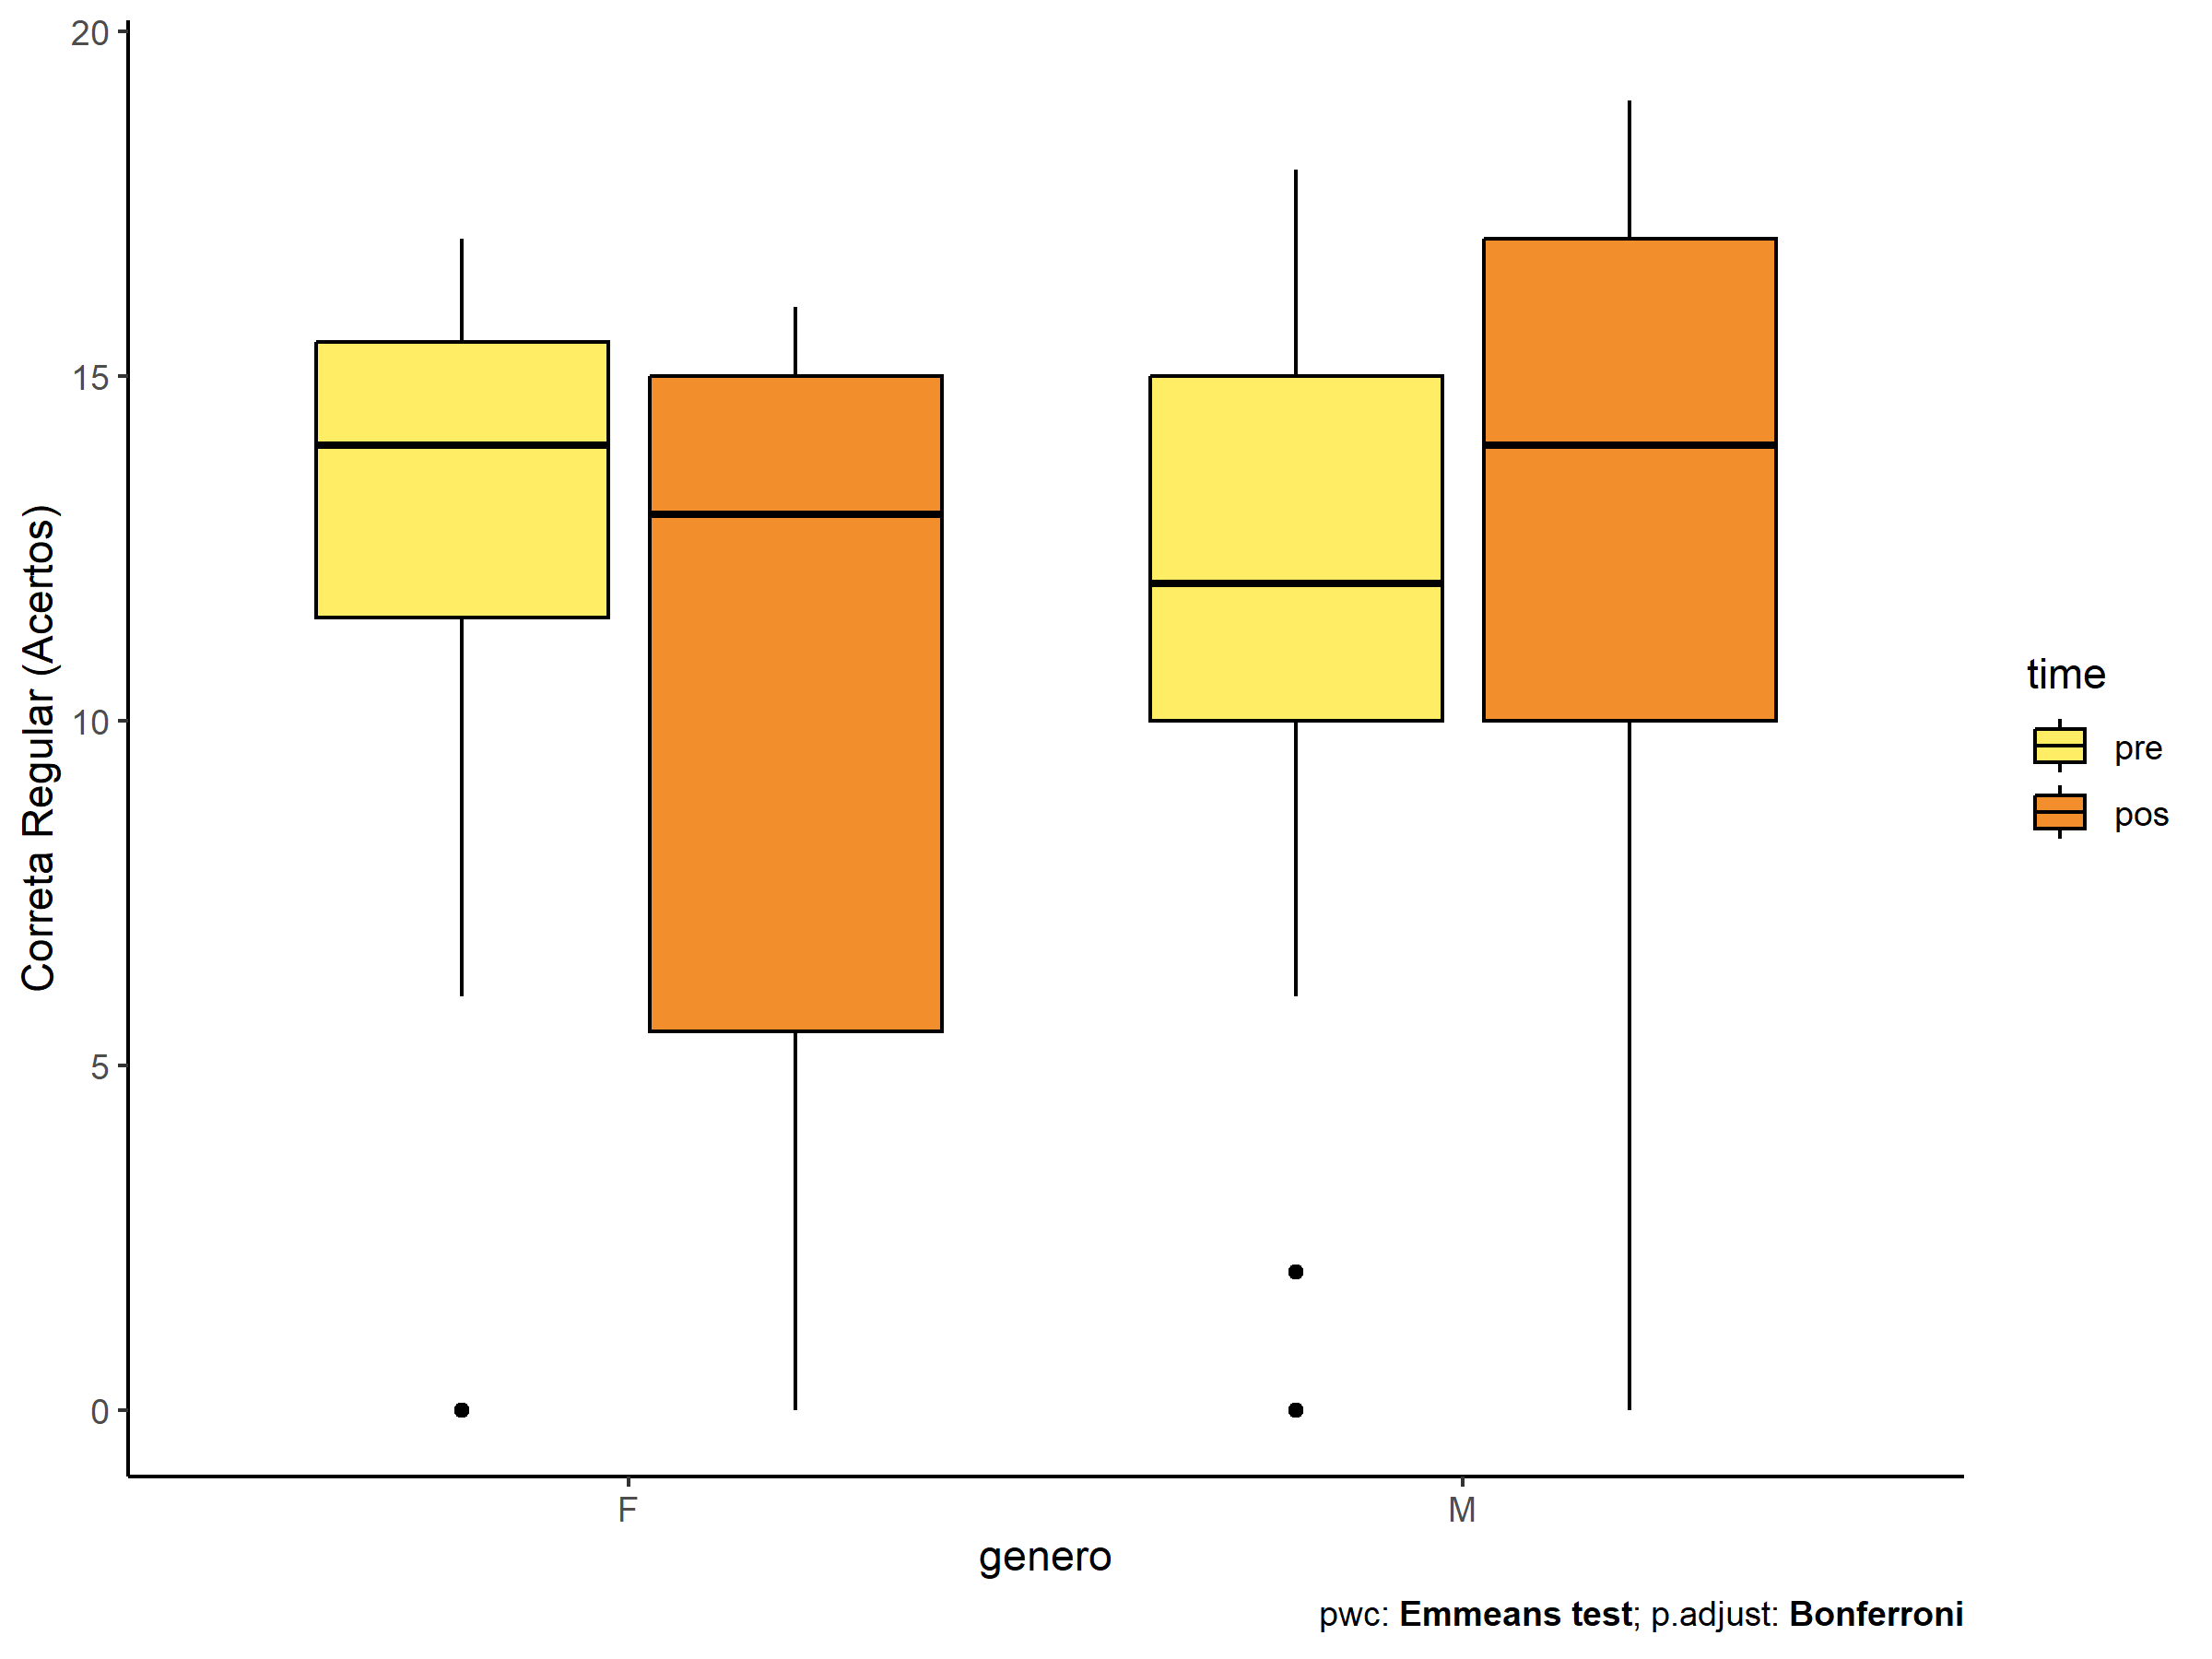 20
15
10
5
0
Correta Regular (Acertos)
F
M
genero
time
pre
pos
pwc: Emmeans test; p.adjust: Bonferroni